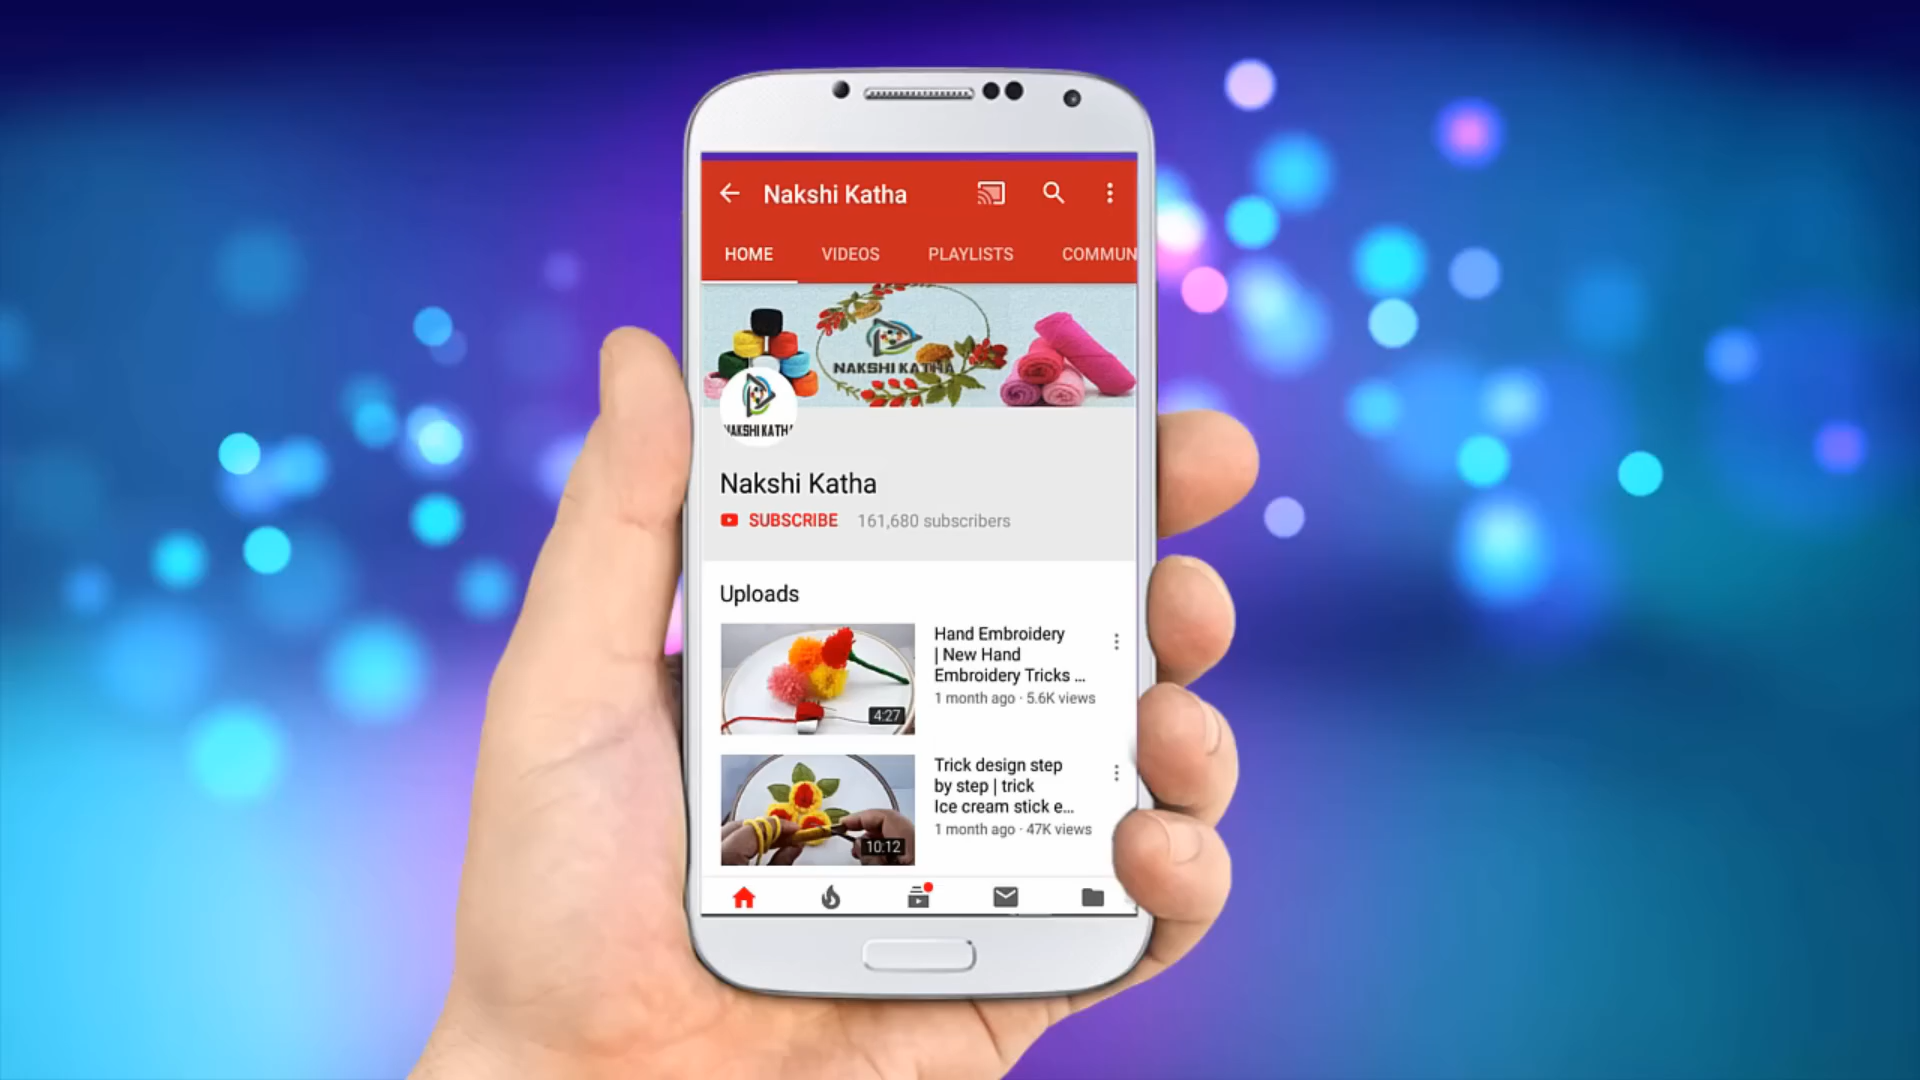 Nakshi Katha
HOME VIDEOS PLAYLISTS COMMUN
NAKSHI KATHA
NAKSHI KATHA
Nakshi Katha
SUBSCRIBE 161,680 subscribers
Uploads
Hand Embroidery
| New Hand
Embroidery Tricks ...
1 month ago · 5.6K views
4:27
Trick design step
by step | trick
Ice cream stick e...
1 month ago · 47K views
10:12